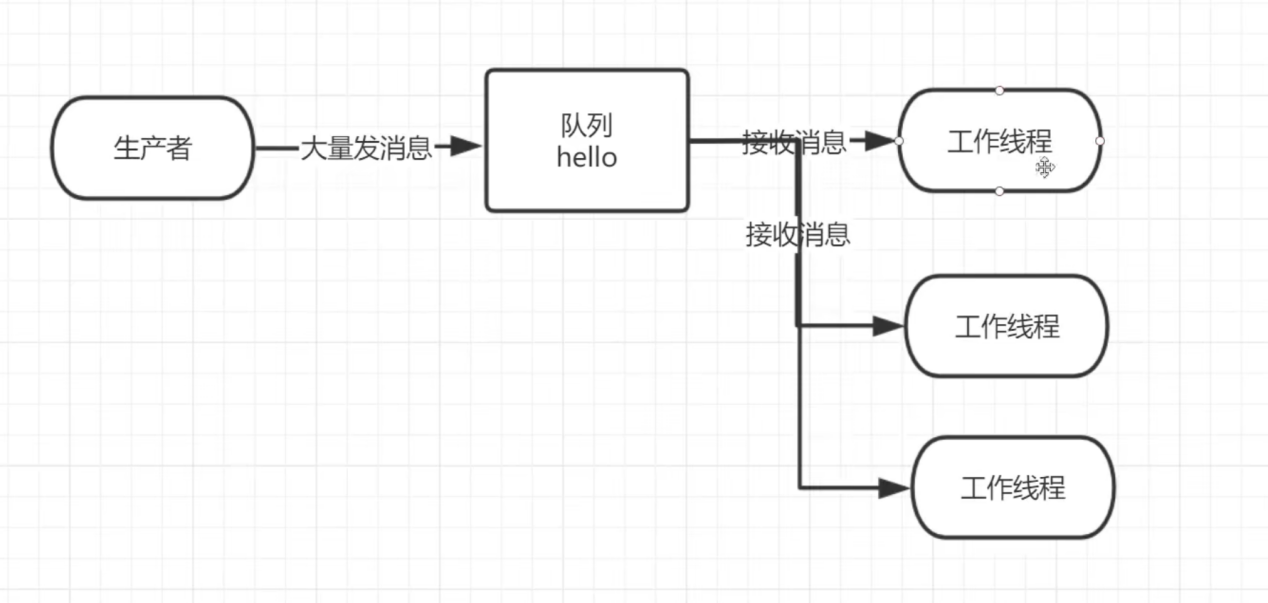 生产者
大量发消息
队列
hello
接收消息
工作线程
接收消息
工作线程
工作线程